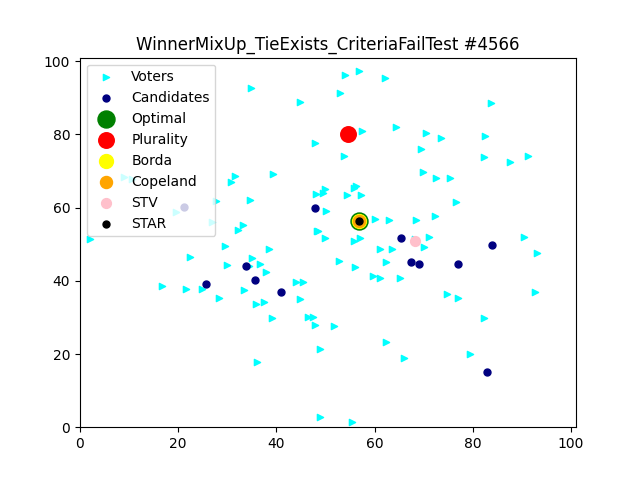 WinnerMixUp_TieExists_CriteriaFailTest #4566
Voters
Candidates
Optimal
Plurality
Borda
Copeland
STV
STAR
100
80
60
40
20
0
0 20 40 60 80 100